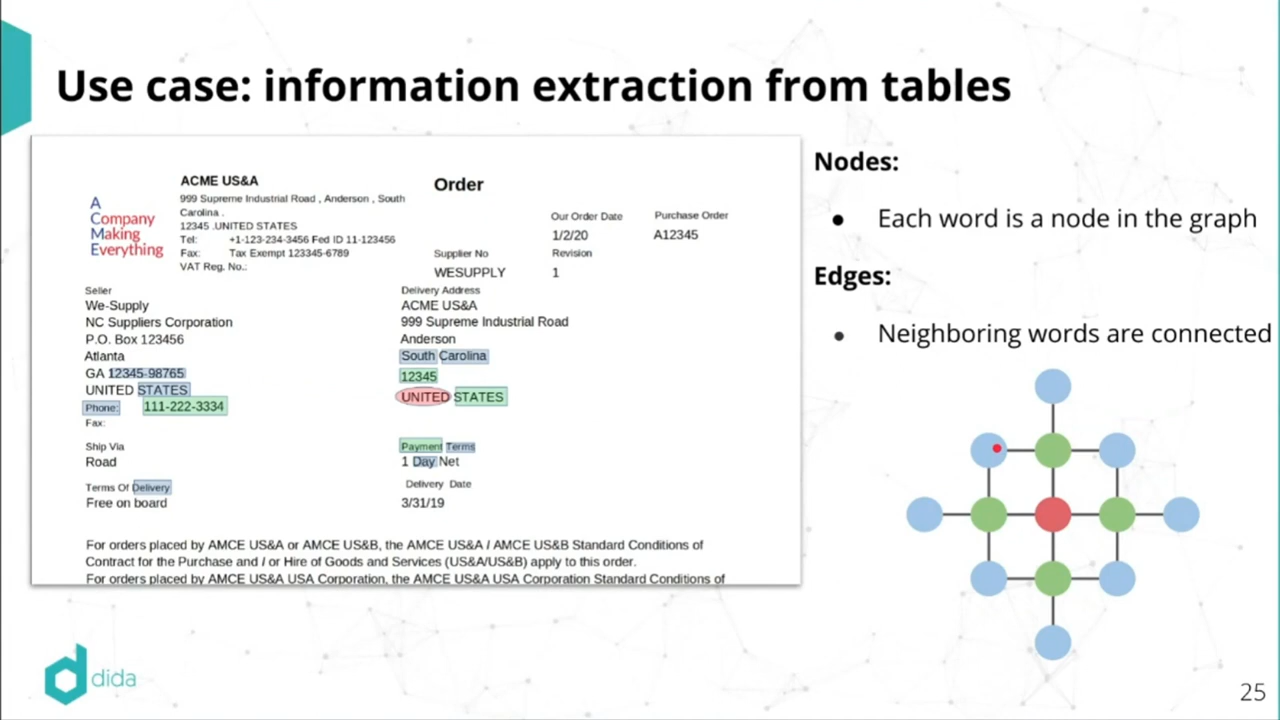 Use case: information extraction from tables
A
Company
Making
Everything
ACME US&A
999 Supreme Industrial Road , Anderson , South
Carolina .
12345 .UNITED STATES
Tel: +1-123-234-3456 Fed ID 11-123456
Fax: Tax Exempt 123345-6789
VAT Reg. No.:
Order
Our Order Date Purchase Order
1/2/20 A12345
Supplier No Revision
WESUPPLY 1
Seller
We-Supply
NC Suppliers Corporation
P.O. Box 123456
Atlanta
GA 12345-98765
UNITED STATES
Phone: 111-222-3334
Fax:
Delivery Address
ACME US&A
999 Supreme Industrial Road
Anderson
South Carolina
12345
UNITED STATES
Ship Via
Road
Payment Terms
1 Day Net
Terms Of Delivery
Free on board
Delivery Date
3/31/19
For orders placed by AMCE US&A or AMCE US&B, the AMCE US&A / AMCE US&B Standard Conditions of
Contract for the Purchase and / or Hire of Goods and Services (US&A/US&B) apply to this order.
For orders placed by AMCE US&A USA Corporation, the AMCE US&A USA Corporation Standard Conditions of
Nodes:
● Each word is a node in the graph
Edges:
● Neighboring words are connected
dida
25